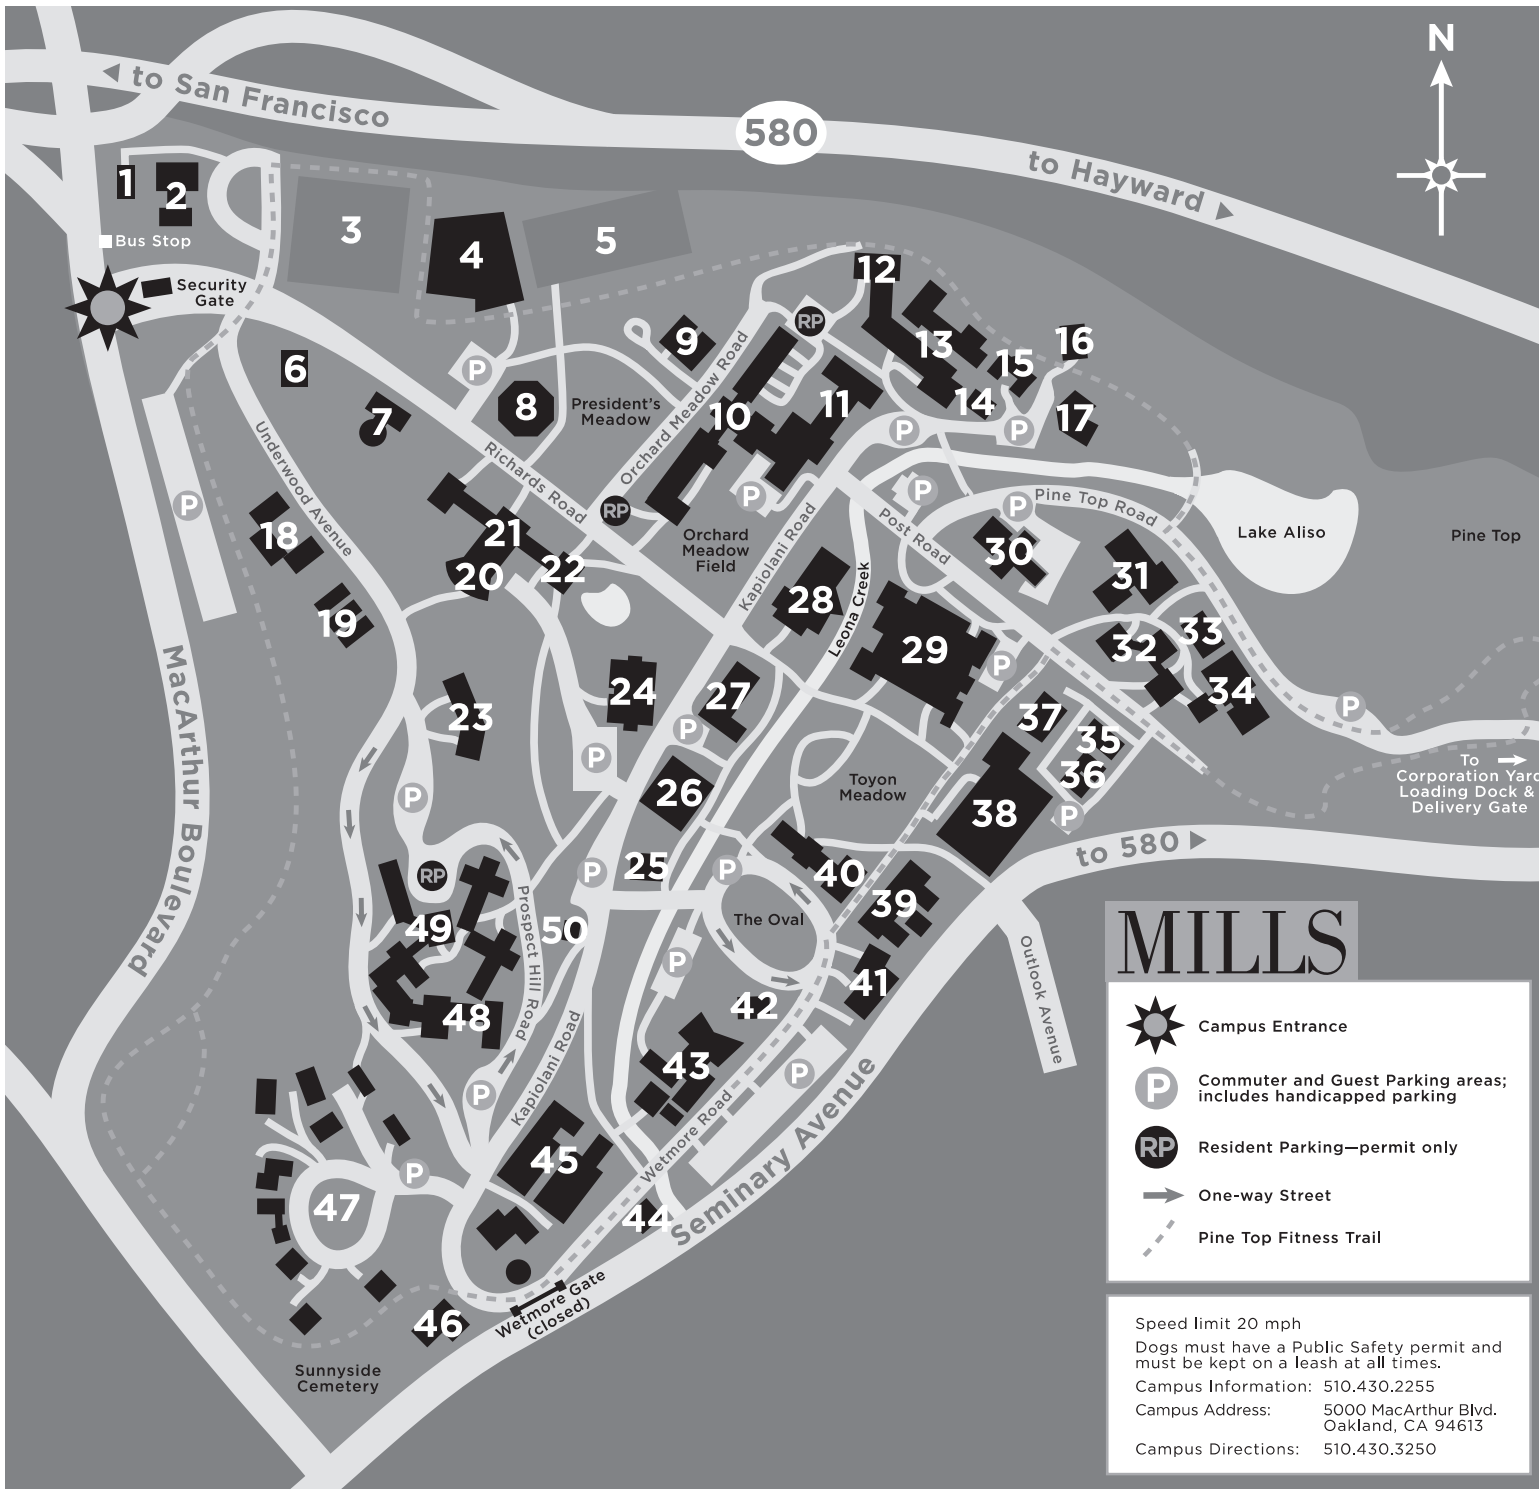 N
to San Francisco
580
to Hayward
1
2
3
4
5
Bus Stop
Security
Gate
6
7
8
9
10
11
12
13
14
15
16
17
P
RP
President's
Meadow
Orchard Meadow Road
Richards Road
Underwood Avenue
P
P
P
P
RP
P
P
P
Pine Top Road
Lake Aliso
Pine Top
18
19
20
21
22
Orchard
Meadow
Field
Kapiolani Road
Post Road
Leona Creek
28
29
30
31
32
33
34
MacArthur Boulevard
23
24
27
P
P
P
P
P
37
35
36
38
P
26
25
Toyon
Meadow
To
Corporation Yard
Loading Dock &
Delivery Gate
to 580
RP
P
P
40
39
The Oval
49
50
Prospect Hill Road
48
P
41
42
43
Outlook Avenue
Kapiolani Road
P
P
Wetmore Road
Seminary Avenue
45
44
P
47
46
Wetmore Gate
(closed)
Sunnyside
Cemetery
MILLS
Campus Entrance
P
Commuter and Guest Parking areas;
includes handicapped parking
RP
Resident Parking—permit only
One-way Street
Pine Top Fitness Trail
Speed limit 20 mph
Dogs must have a Public Safety permit and
must be kept on a leash at all times.
Campus Information: 510.430.2255
Campus Address: 5000 MacArthur Blvd.
Oakland, CA 94613
Campus Directions: 510.430.3250